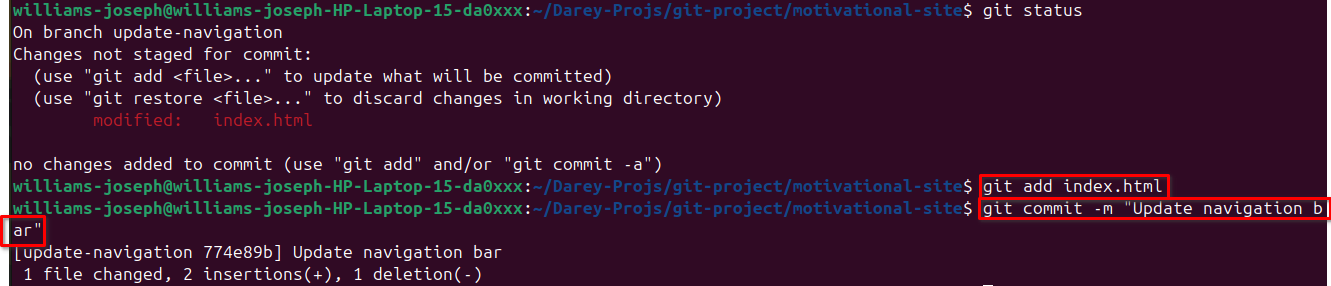 williams-joseph@williams-joseph-HP-Laptop-15-da0xxx:~/Darey-Projs/git-project/motivational-site$ git status
On branch update-navigation
Changes not staged for commit:
  (use "git add <file>..." to update what will be committed)
  (use "git restore <file>..." to discard changes in working directory)
        modified:   index.html

no changes added to commit (use "git add" and/or "git commit -a")
williams-joseph@williams-joseph-HP-Laptop-15-da0xxx:~/Darey-Projs/git-project/motivational-site$ git add index.html
williams-joseph@williams-joseph-HP-Laptop-15-da0xxx:~/Darey-Projs/git-project/motivational-site$ git commit -m "Update navigation b
ar"
[update-navigation 774e89b] Update navigation bar
 1 file changed, 2 insertions(+), 1 deletion(-)